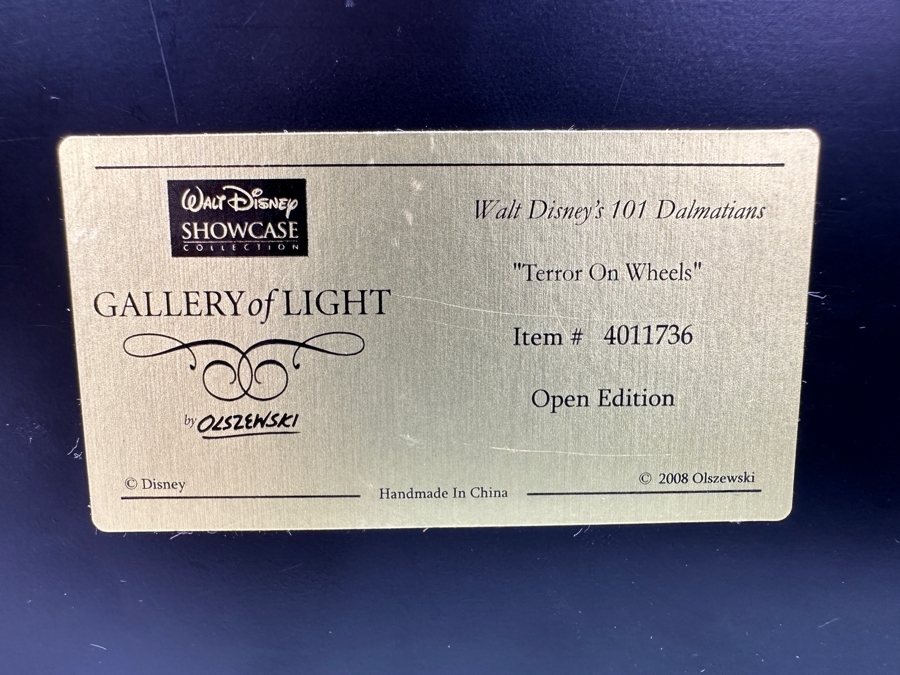 WALT DISNEY
SHOWCASE
COLLECTION
GALLERY of LIGHT
by OLSZEWSKI
Walt Disney's 101 Dalmatians
"Terror On Wheels"
Item # 4011736
Open Edition
© Disney
Handmade In China
© 2008 Olszewski